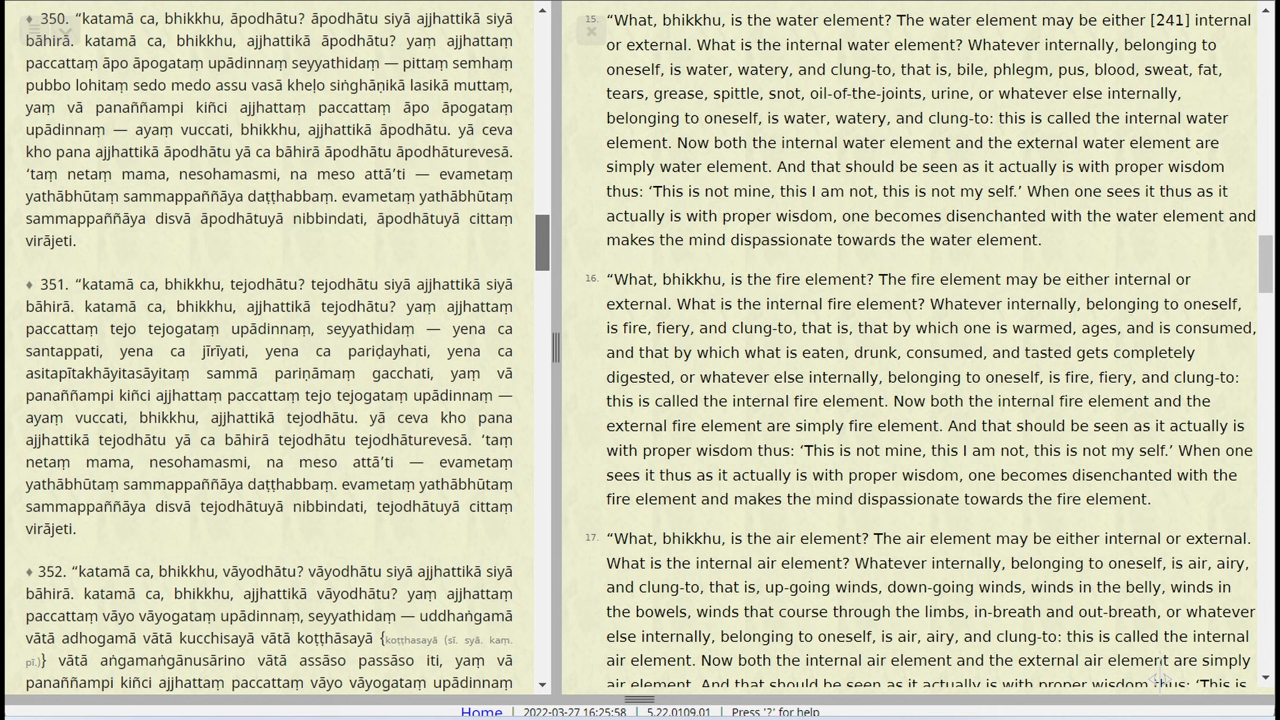 ♦ 350. “katamā ca, bhikkhu, āpodhātu? āpodhātu siyā ajjhattikā siyā
bāhirā. katamā ca, bhikkhu, ajjhattikā āpodhātu? yaṃ ajjhattaṃ
paccattaṃ āpo āpogataṃ upādinnaṃ seyyathidaṃ — pittaṃ semhaṃ
pubbo lohitaṃ sedo medo assu vasā kheḷo siṅghāṇikā lasikā muttaṃ,
yaṃ vā panaññampi kiñci ajjhattaṃ paccattaṃ āpo āpogataṃ
upādinnaṃ — ayaṃ vuccati, bhikkhu, ajjhattikā āpodhātu. yā ceva
kho pana ajjhattikā āpodhātu yā ca bāhirā āpodhātu āpodhāturevesā.
‘taṃ netaṃ mama, nesohamasmi, na meso attā’ti — evametaṃ
yathābhūtaṃ sammappaññāya daṭṭhabbaṃ. evametaṃ yathābhūtaṃ
sammappaññāya disvā āpodhātuyā nibbindati, āpodhātuyā cittaṃ
virājeti.
♦ 351. “katamā ca, bhikkhu, tejodhātu? tejodhātu siyā ajjhattikā siyā
bāhirā. katamā ca, bhikkhu, ajjhattikā tejodhātu? yaṃ ajjhattaṃ
paccattaṃ tejo tejogataṃ upādinnaṃ, seyyathidaṃ — yena ca
santappati, yena ca jīrīyati, yena ca pariḍayhati, yena ca
asitapītakhāyitasāyitaṃ sammā pariṇāmaṃ gacchati, yaṃ vā
panaññampi kiñci ajjhattaṃ paccattaṃ tejo tejogataṃ upādinnaṃ —
ayaṃ vuccati, bhikkhu, ajjhattikā tejodhātu. yā ceva kho pana
ajjhattikā tejodhātu yā ca bāhirā tejodhātu tejodhāturevesā. ‘taṃ
netaṃ mama, nesohamasmi, na meso attā’ti — evametaṃ
yathābhūtaṃ sammappaññāya daṭṭhabbaṃ. evametaṃ yathābhūtaṃ
sammappaññāya disvā tejodhātuyā nibbindati, tejodhātuyā cittaṃ
virājeti.
♦ 352. “katamā ca, bhikkhu, vāyodhātu? vāyodhātu siyā ajjhattikā siyā
bāhirā. katamā ca, bhikkhu, ajjhattikā vāyodhātu? yaṃ ajjhattaṃ
paccattaṃ vāyo vāyogataṃ upādinnaṃ, seyyathidaṃ — uddhaṅgamā
vātā adhogamā vātā kucchisayā vātā koṭṭhāsayā {koṭṭhasayā (sī. syā. kaṃ.
pī.)} vātā aṅgamaṅgānusārino vātā assāso passāso iti, yaṃ vā
panaññampi kiñci ajjhattaṃ paccattaṃ vāyo vāyogataṃ upādinnaṃ
15. “What, bhikkhu, is the water element? The water element may be either [241] internal
or external. What is the internal water element? Whatever internally, belonging to
oneself, is water, watery, and clung-to, that is, bile, phlegm, pus, blood, sweat, fat,
tears, grease, spittle, snot, oil-of-the-joints, urine, or whatever else internally,
belonging to oneself, is water, watery, and clung-to: this is called the internal water
element. Now both the internal water element and the external water element are
simply water element. And that should be seen as it actually is with proper wisdom
thus: ‘This is not mine, this I am not, this is not my self.’ When one sees it thus as it
actually is with proper wisdom, one becomes disenchanted with the water element and
makes the mind dispassionate towards the water element.
16. “What, bhikkhu, is the fire element? The fire element may be either internal or
external. What is the internal fire element? Whatever internally, belonging to oneself,
is fire, fiery, and clung-to, that is, that by which one is warmed, ages, and is consumed,
and that by which what is eaten, drunk, consumed, and tasted gets completely
digested, or whatever else internally, belonging to oneself, is fire, fiery, and clung-to:
this is called the internal fire element. Now both the internal fire element and the
external fire element are simply fire element. And that should be seen as it actually is
with proper wisdom thus: ‘This is not mine, this I am not, this is not my self.’ When one
sees it thus as it actually is with proper wisdom, one becomes disenchanted with the
fire element and makes the mind dispassionate towards the fire element.
17. “What, bhikkhu, is the air element? The air element may be either internal or external.
What is the internal air element? Whatever internally, belonging to oneself, is air, airy,
and clung-to, that is, up-going winds, down-going winds, winds in the belly, winds in
the bowels, winds that course through the limbs, in-breath and out-breath, or whatever
else internally, belonging to oneself, is air, airy, and clung-to: this is called the internal
air element. Now both the internal air element and the external air element are simply
air element. And that should be seen as it actually is with proper wisdom thus: ‘This is
Home | 2022-03-27 16:25:58 | 5.22.0109.01 | Press '?' for help